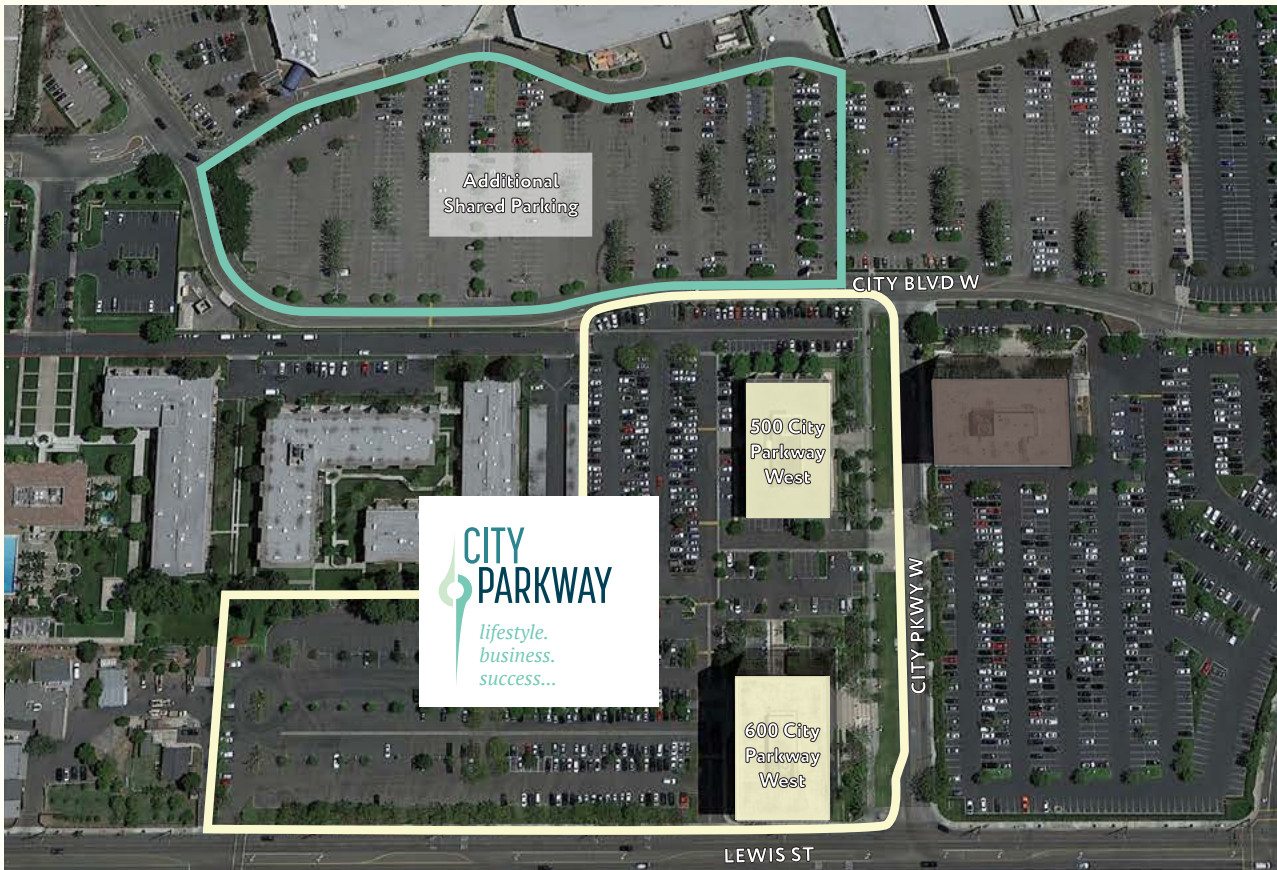 Additional
Shared Parking
CITY BLVD W
500 City
Parkway
West
CITY
PARKWAY
lifestyle.
business.
success...
CITY PKWY W
600 City
Parkway
West
LEWIS ST